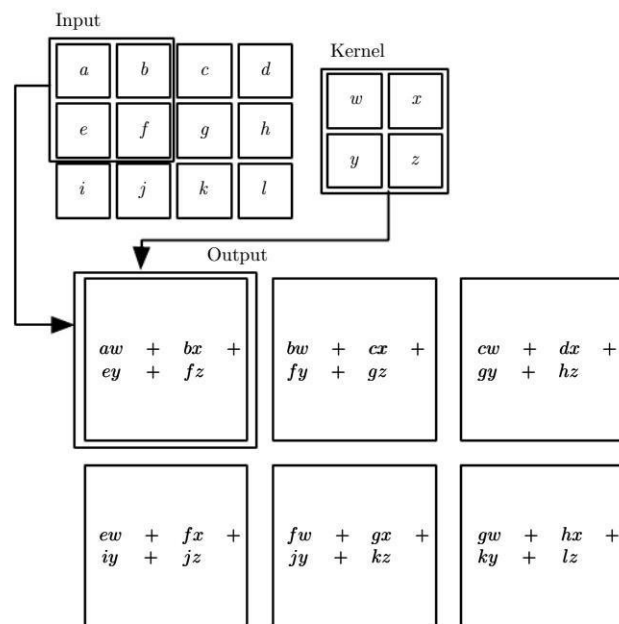 Input
Kernel
a b c d
w x
e f g h
y z
i j k l
Output
aw + bx +
ey + fz
bw + cx +
fy + gz
cw + dx +
gy + hz
ew + fx +
iy + jz
fw + gx +
jy + kz
gw + hx +
ky + lz